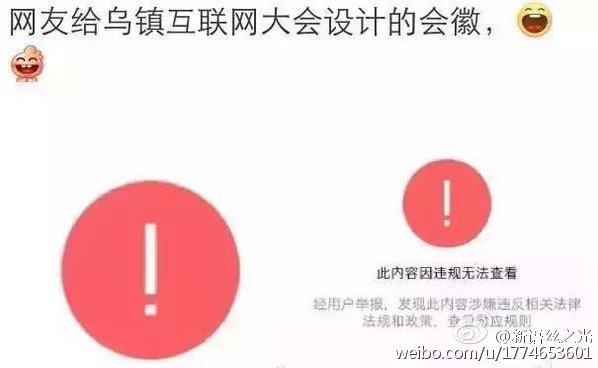 网友给乌镇互联网大会设计的会徽，
!
!
此内容因违规无法查看
经用户举报，发现此内容涉嫌违反相关法律
法规和政策，查看对应规则
@新语丝之光
weibo.com/u/1774653601